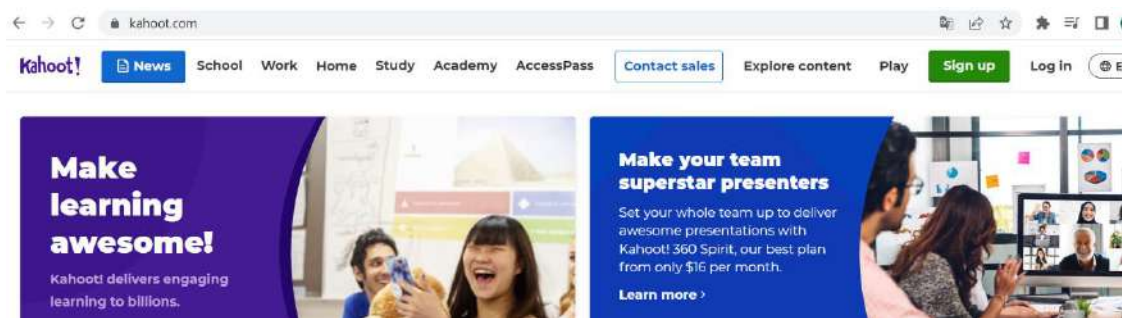 kahoot.com
Kahoot! News School Work Home Study Academy AccessPass Contact sales Explore content Play Sign up Log in
Make
learning
awesome!
Kahoot! delivers engaging
learning to billions.
Make your team
superstar presenters
Set your whole team up to deliver
awesome presentations with
Kahoot! 360 Spirit, our best plan
from only $16 per month.
Learn more ›